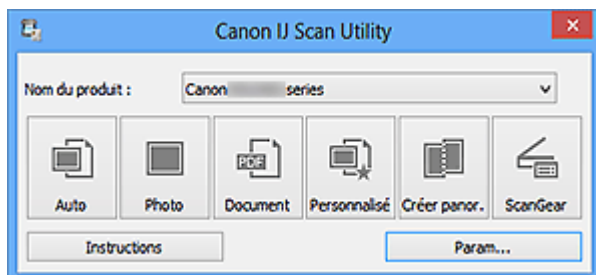 Canon IJ Scan Utility
Nom du produit : Canon series
PDF
Auto Photo Document Personnalisé Créer panor. ScanGear
Instructions Param...